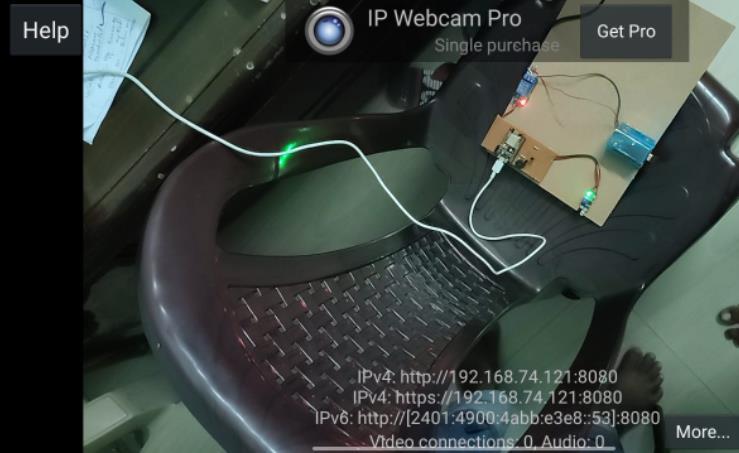 Help
IP Webcam Pro
Single purchase
Get Pro
IPv4: http://192.168.74.121:8080
IPv4: https://192.168.74.121:8080
IPv6: http://[2401:4900:4abb:e3e8::53]:8080
Video connections: 0, Audio: 0
More...